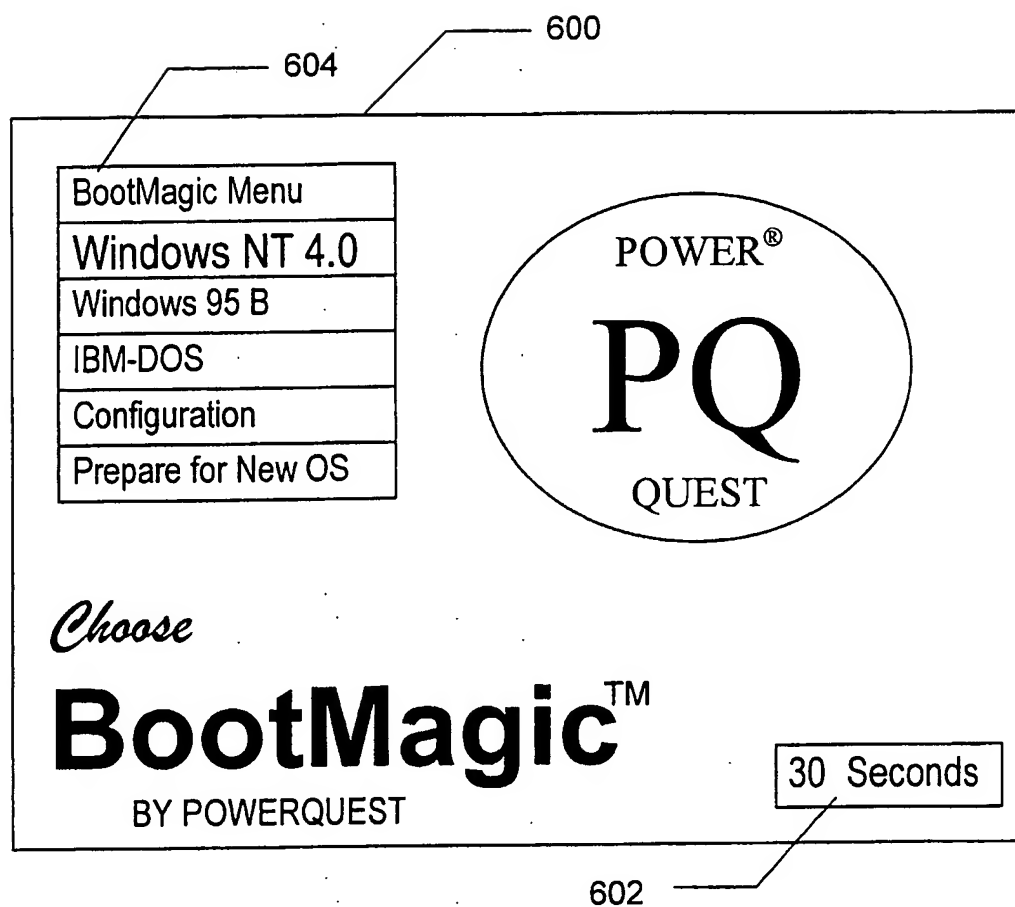 600
604
BootMagic Menu
Windows NT 4.0
Windows 95 B
IBM-DOS
Configuration
Prepare for New OS
POWER®
PQ
QUEST
Choose
BootMagic™
BY POWERQUEST
30 Seconds
602